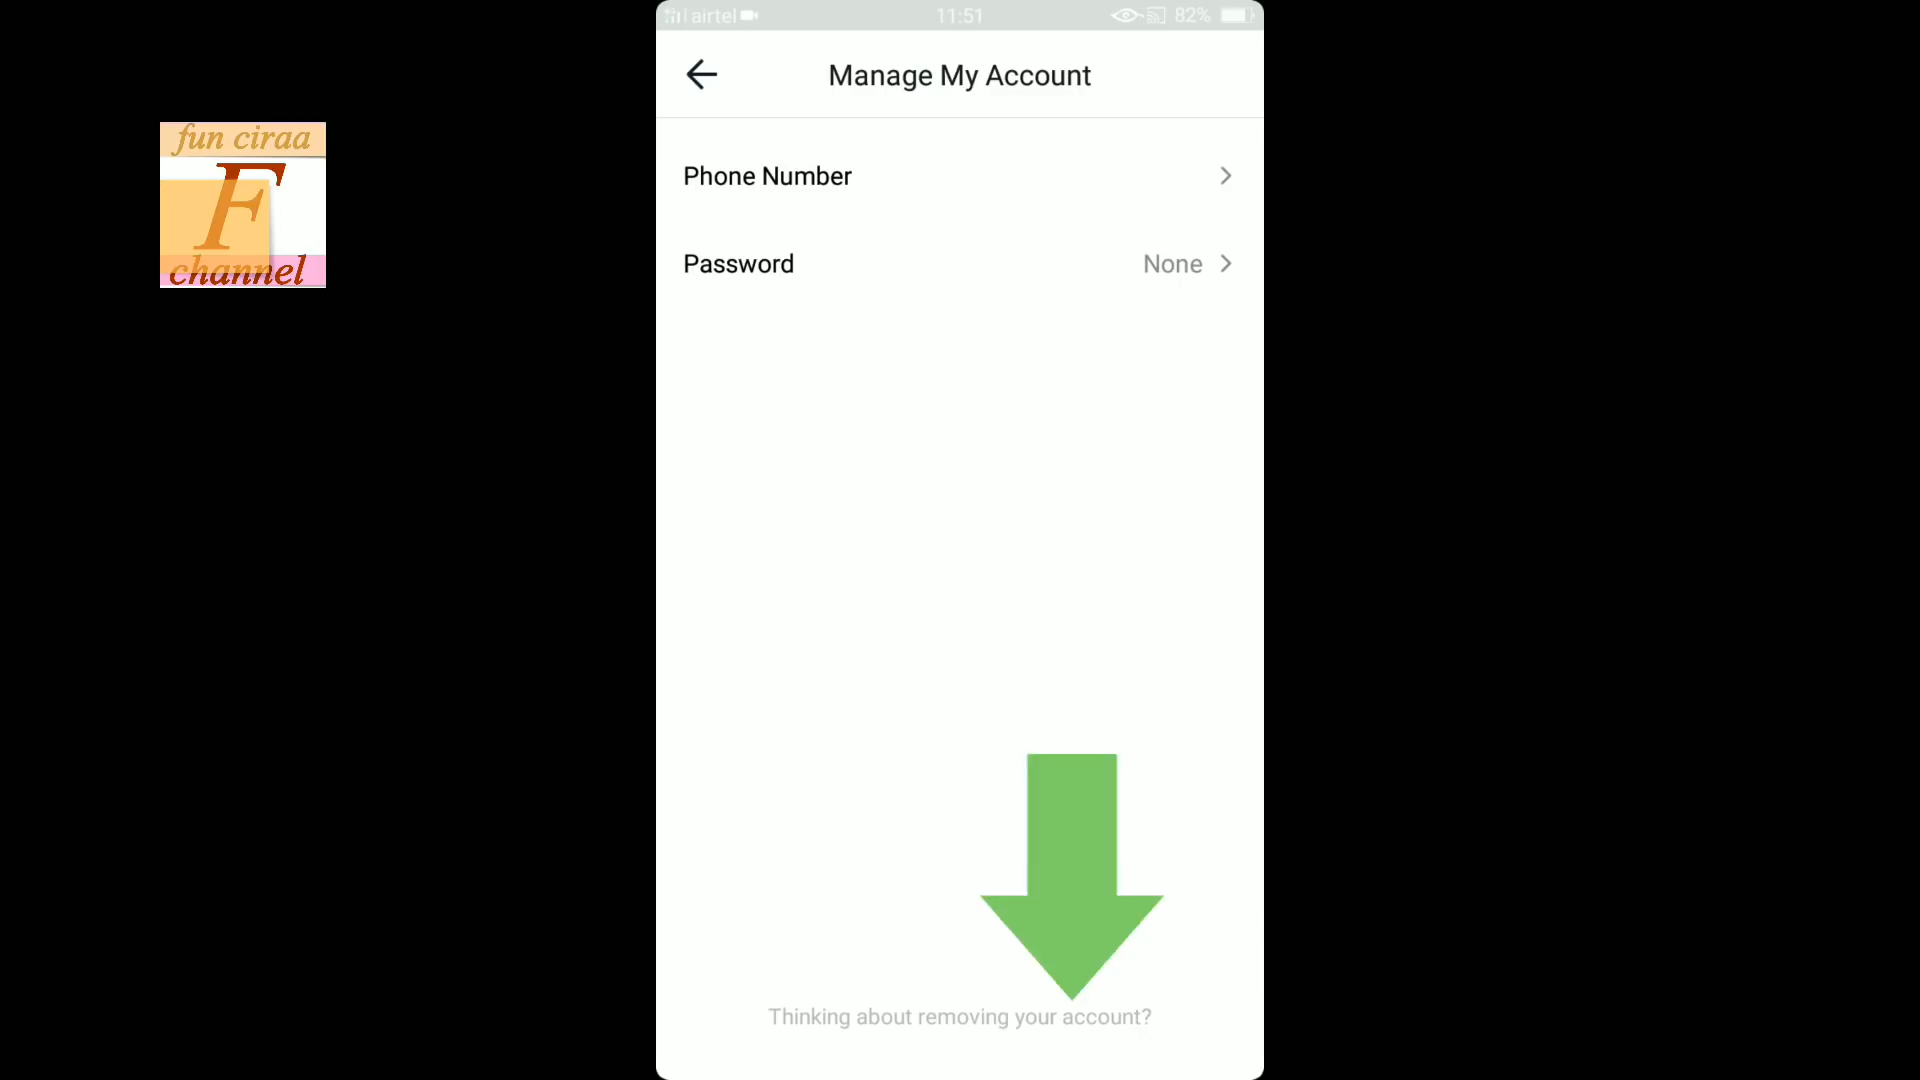 airtel 11:51 82%
Manage My Account
fun ciraa
F
channel
Phone Number
Password None
Thinking about removing your account?